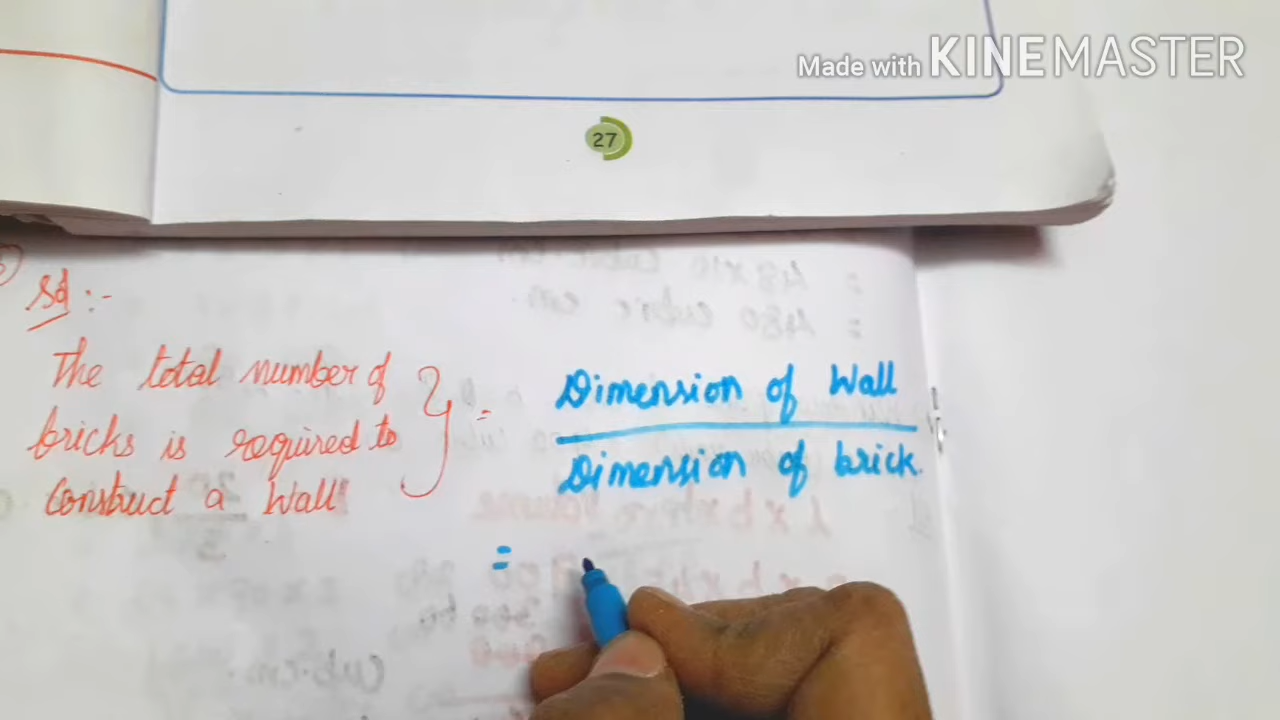 Made with KINEMASTER
27
Sol :-
The total number of
bricks is required to
Construct a Wall
} =
Dimension of Wall
Dimension of brick.
=